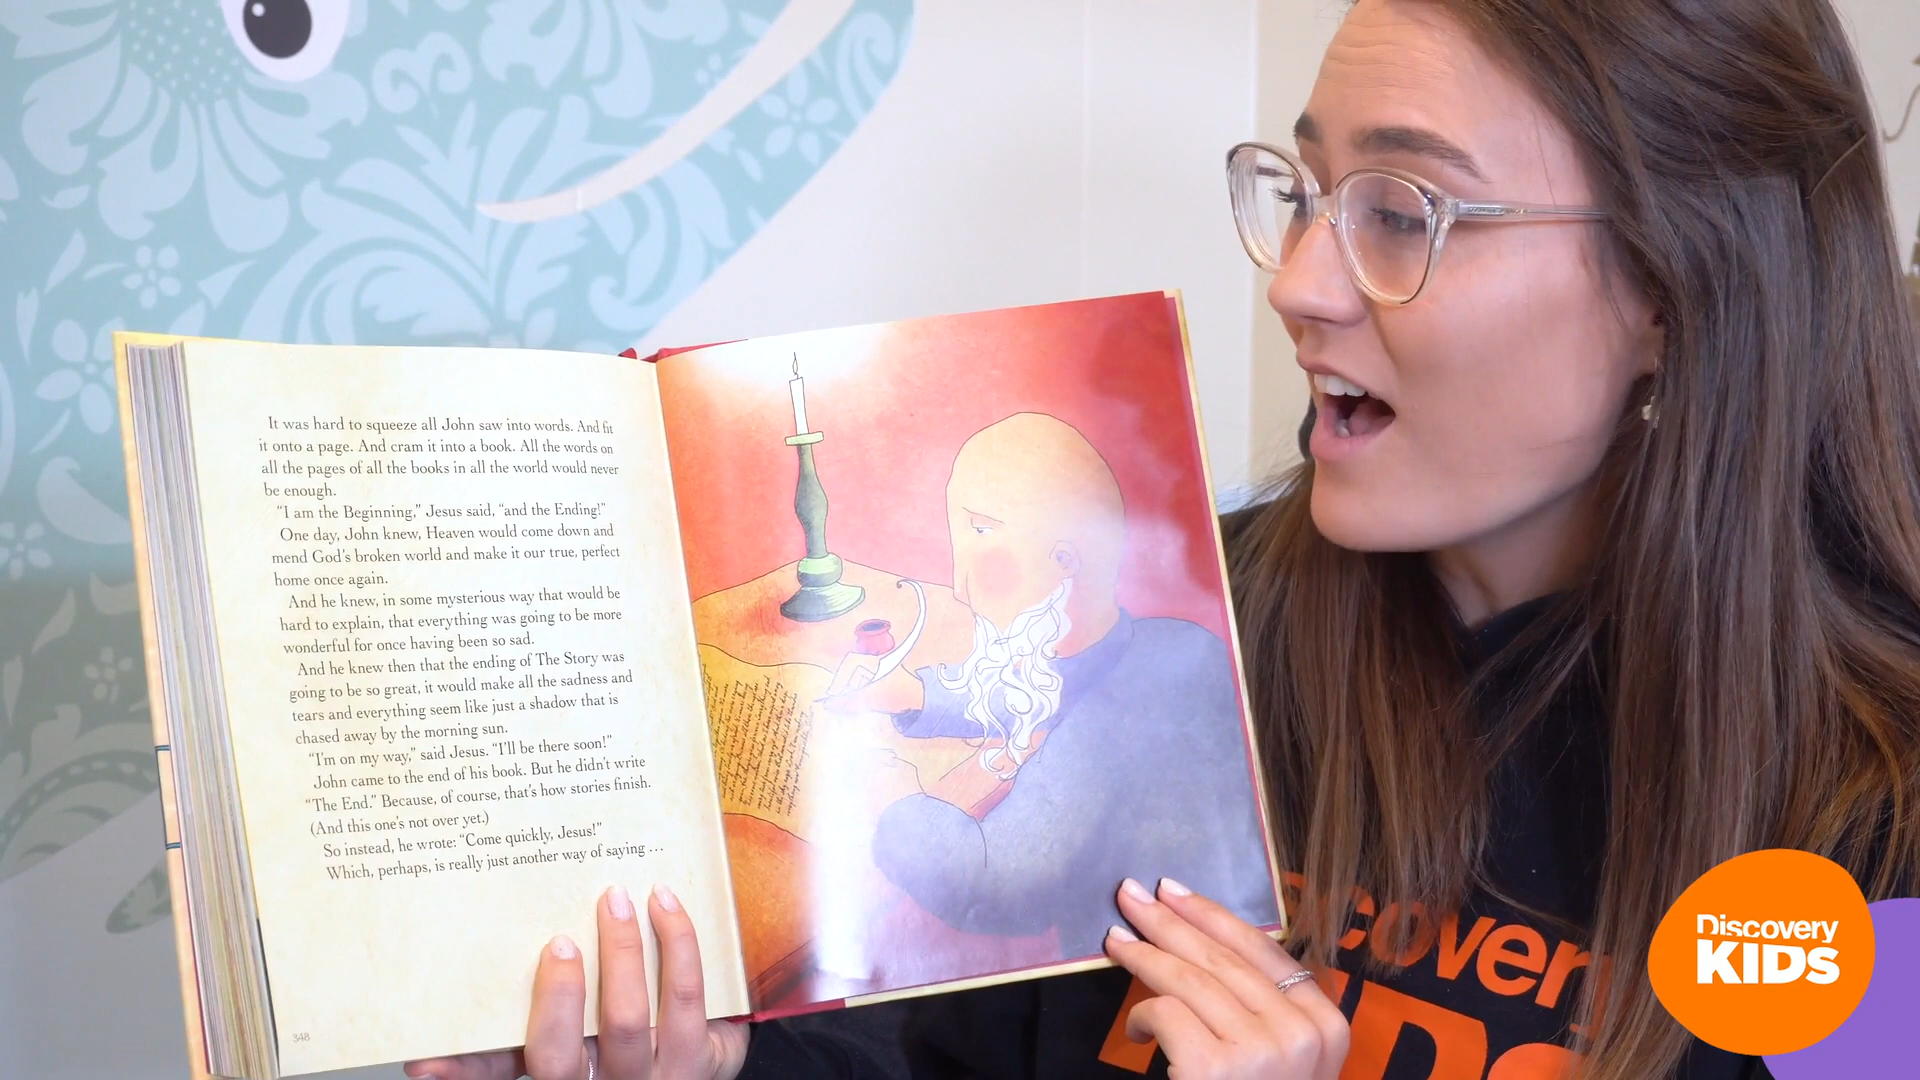 It was hard to squeeze all John saw into words. And fit
it onto a page. And cram it into a book. All the words on
all the pages of all the books in all the world would never
be enough.
“I am the Beginning,” Jesus said, “and the Ending!”
One day, John knew, Heaven would come down and
mend God’s broken world and make it our true, perfect
home once again.
And he knew, in some mysterious way that would be
hard to explain, that everything was going to be more
wonderful for once having been so sad.
And he knew then that the ending of The Story was
going to be so great, it would make all the sadness and
tears and everything seem like just a shadow that is
chased away by the morning sun.
“I’m on my way,” said Jesus. “I’ll be there soon!”
John came to the end of his book. But he didn’t write
“The End.” Because, of course, that’s how stories finish.
(And this one’s not over yet.)
So instead, he wrote: “Come quickly, Jesus!”
Which, perhaps, is really just another way of saying …
348
Discovery
KIDS